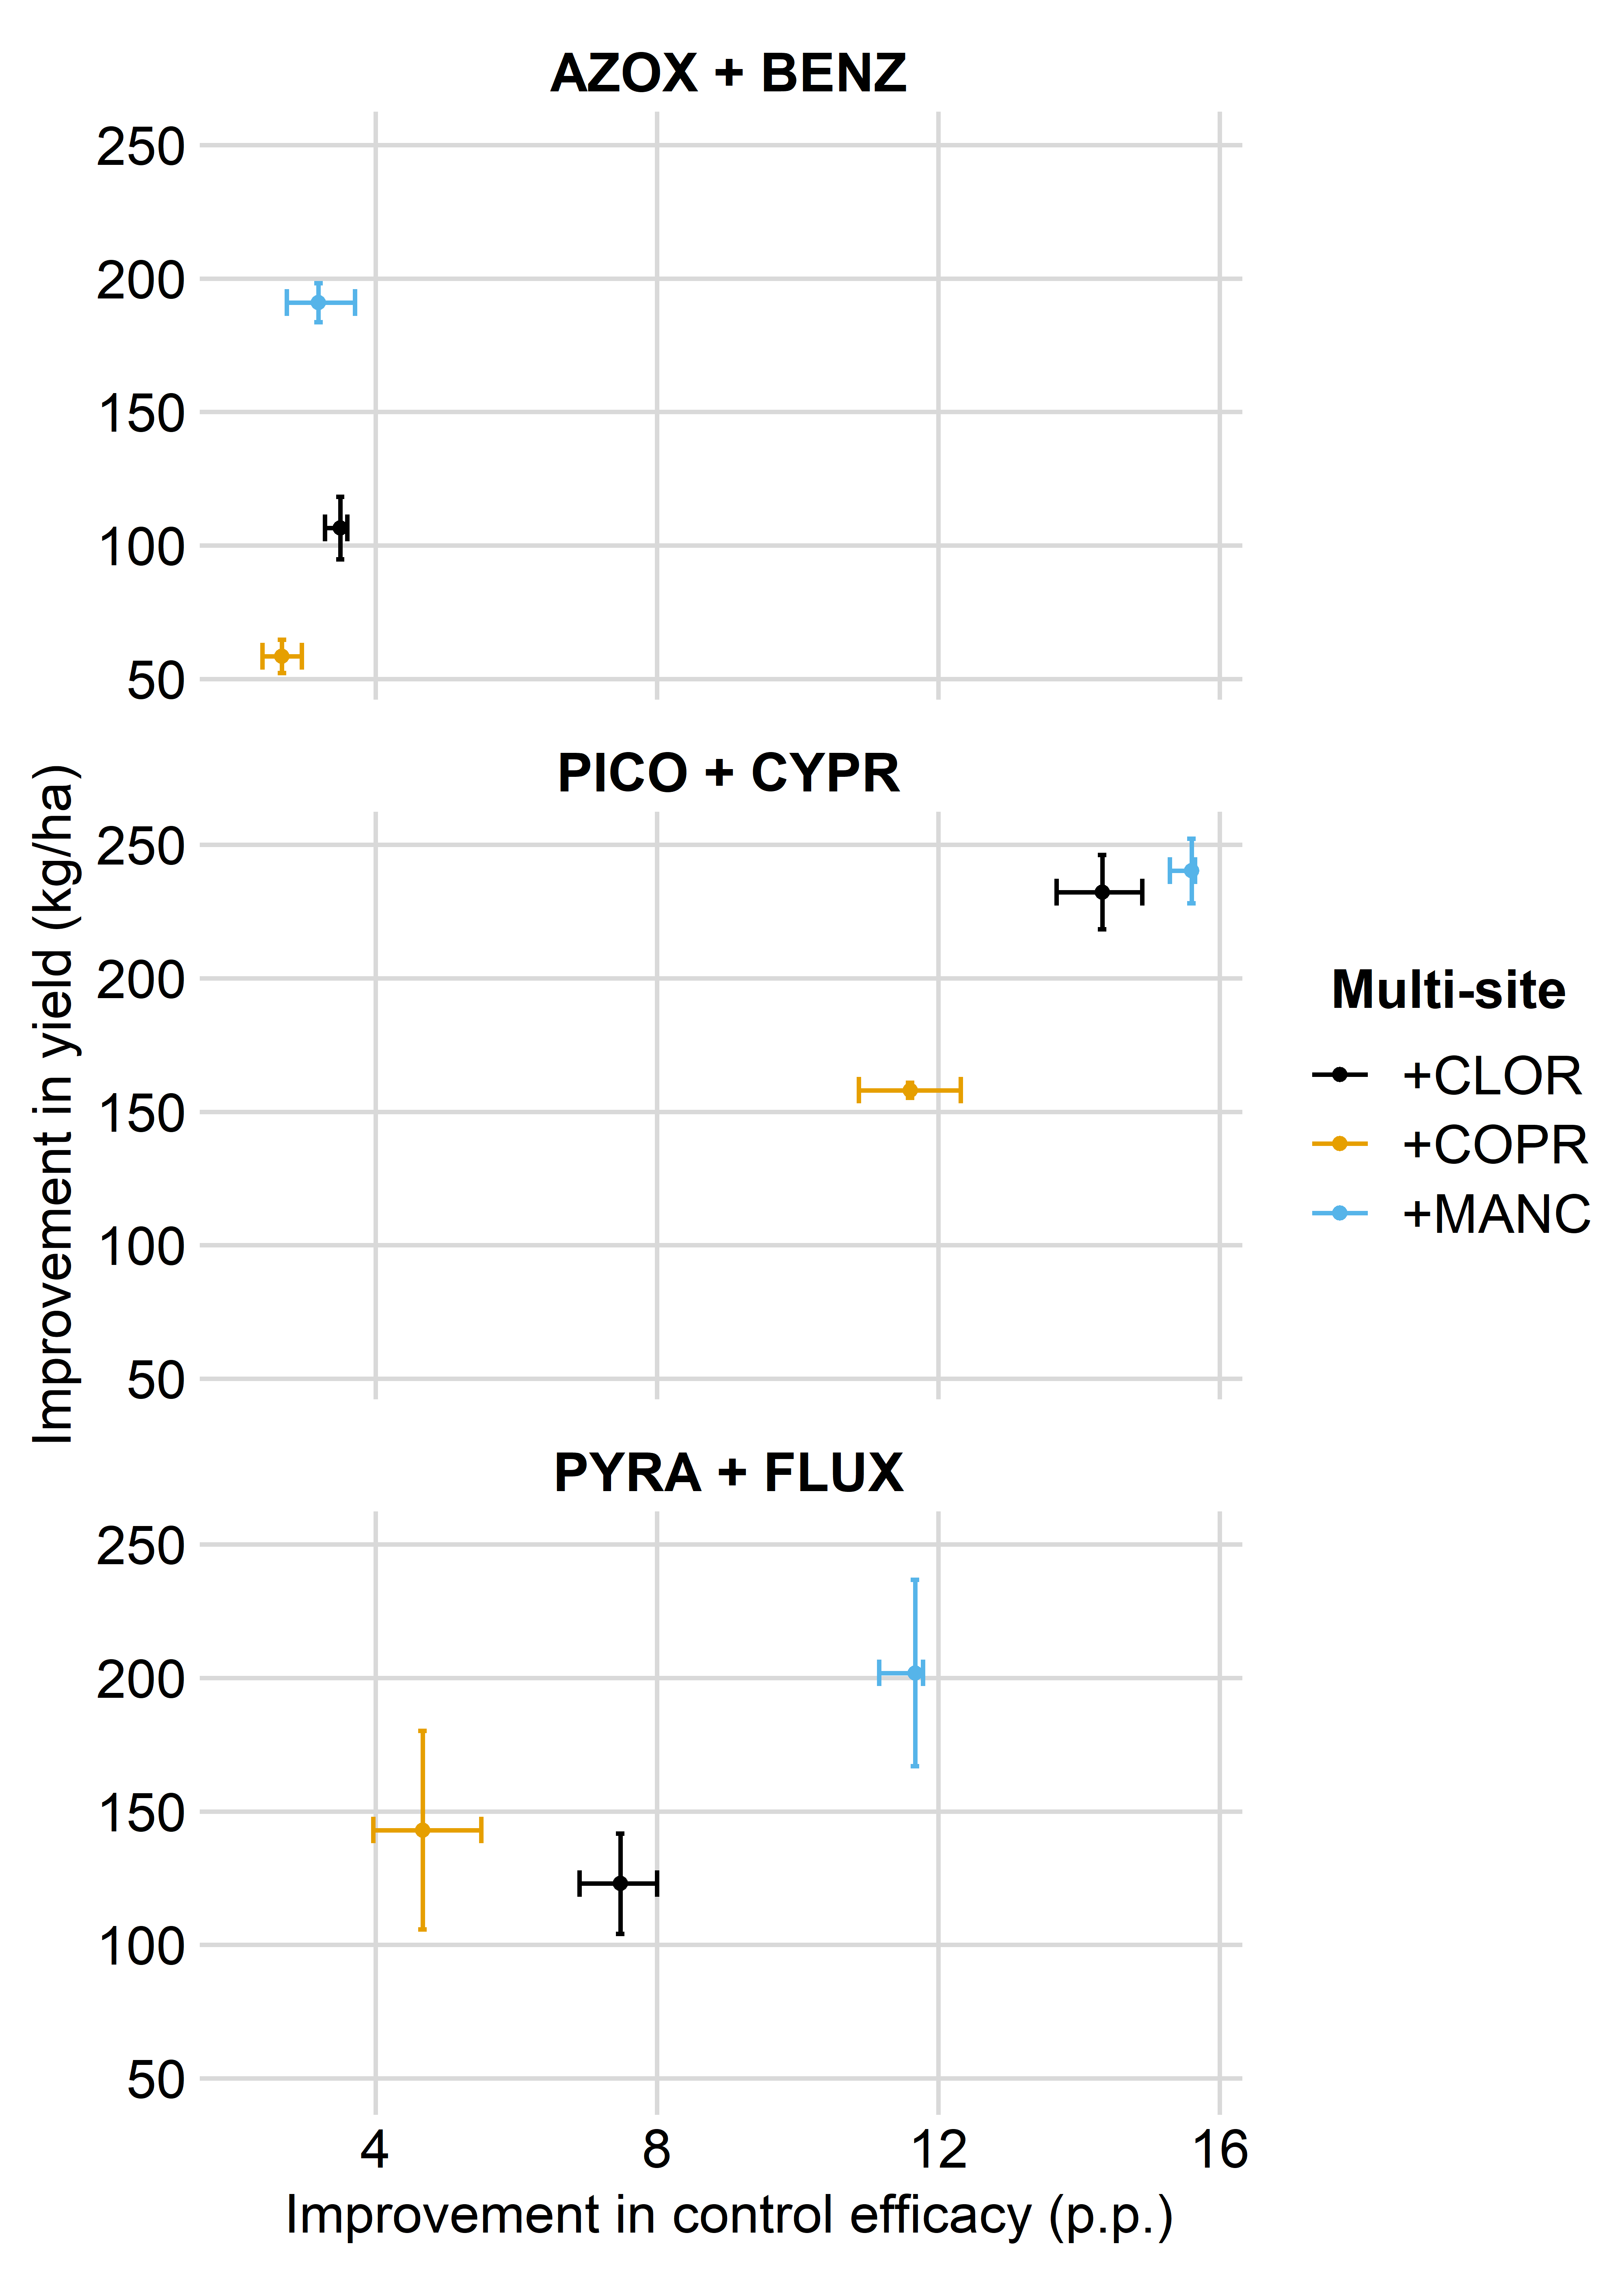 AZOX + BENZ
250
200
150
100
50
PICO + CYPR
250
200
150
100
50
PYRA + FLUX
250
200
150
100
50
4 8 12 16
Improvement in control efficacy (p.p.)
Improvement in yield (kg/ha)
Multi-site
+CLOR
+COPR
+MANC